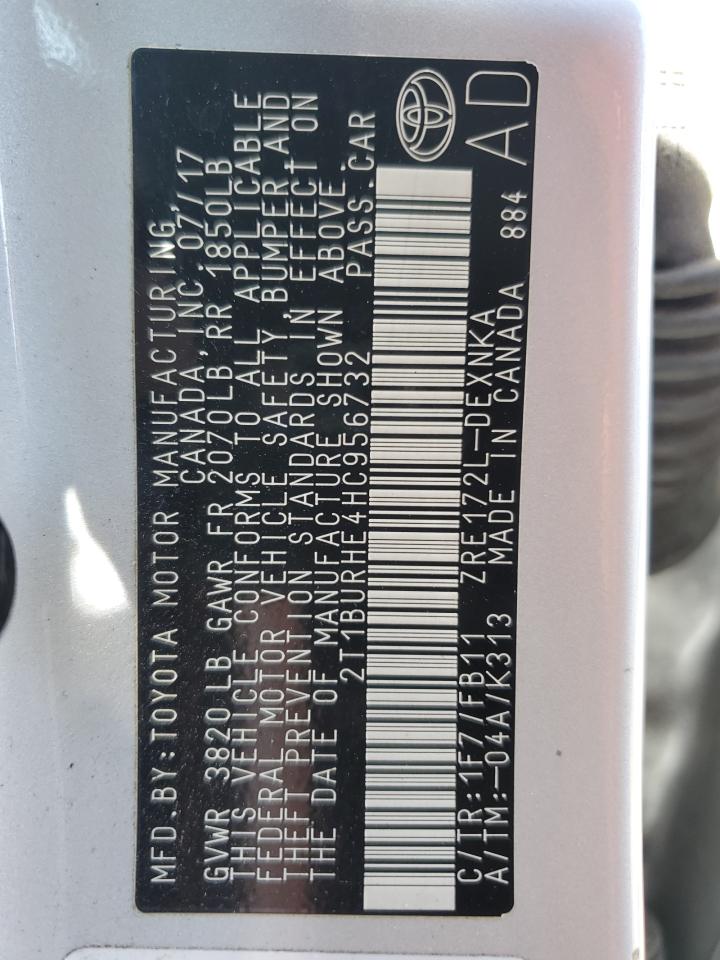 MFD.BY:TOYOTA MOTOR MANUFACTURING,
CANADA, INC. 07/17
GVWR 3820 LB GAWR FR 2070LB, RR 1850LB
THIS VEHICLE CONFORMS TO ALL APPLICABLE
FEDERAL MOTOR VEHICLE SAFETY, BUMPER, AND
THEFT PREVENTION STANDARDS IN EFFECT ON
THE DATE OF MANUFACTURE SHOWN ABOVE.
2T1BURHE4HC956732 PASS.CAR
C/TR:1F7/FB11 ZRE172L-DEXNKA
A/TM:-04A/K313 MADE IN CANADA 884
AD